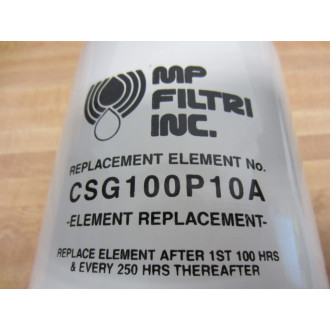 MP
FILTRI
INC.
REPLACEMENT ELEMENT No.
CSG100P10A
-ELEMENT REPLACEMENT-
REPLACE ELEMENT AFTER 1ST 100 HRS
& EVERY 250 HRS THEREAFTER